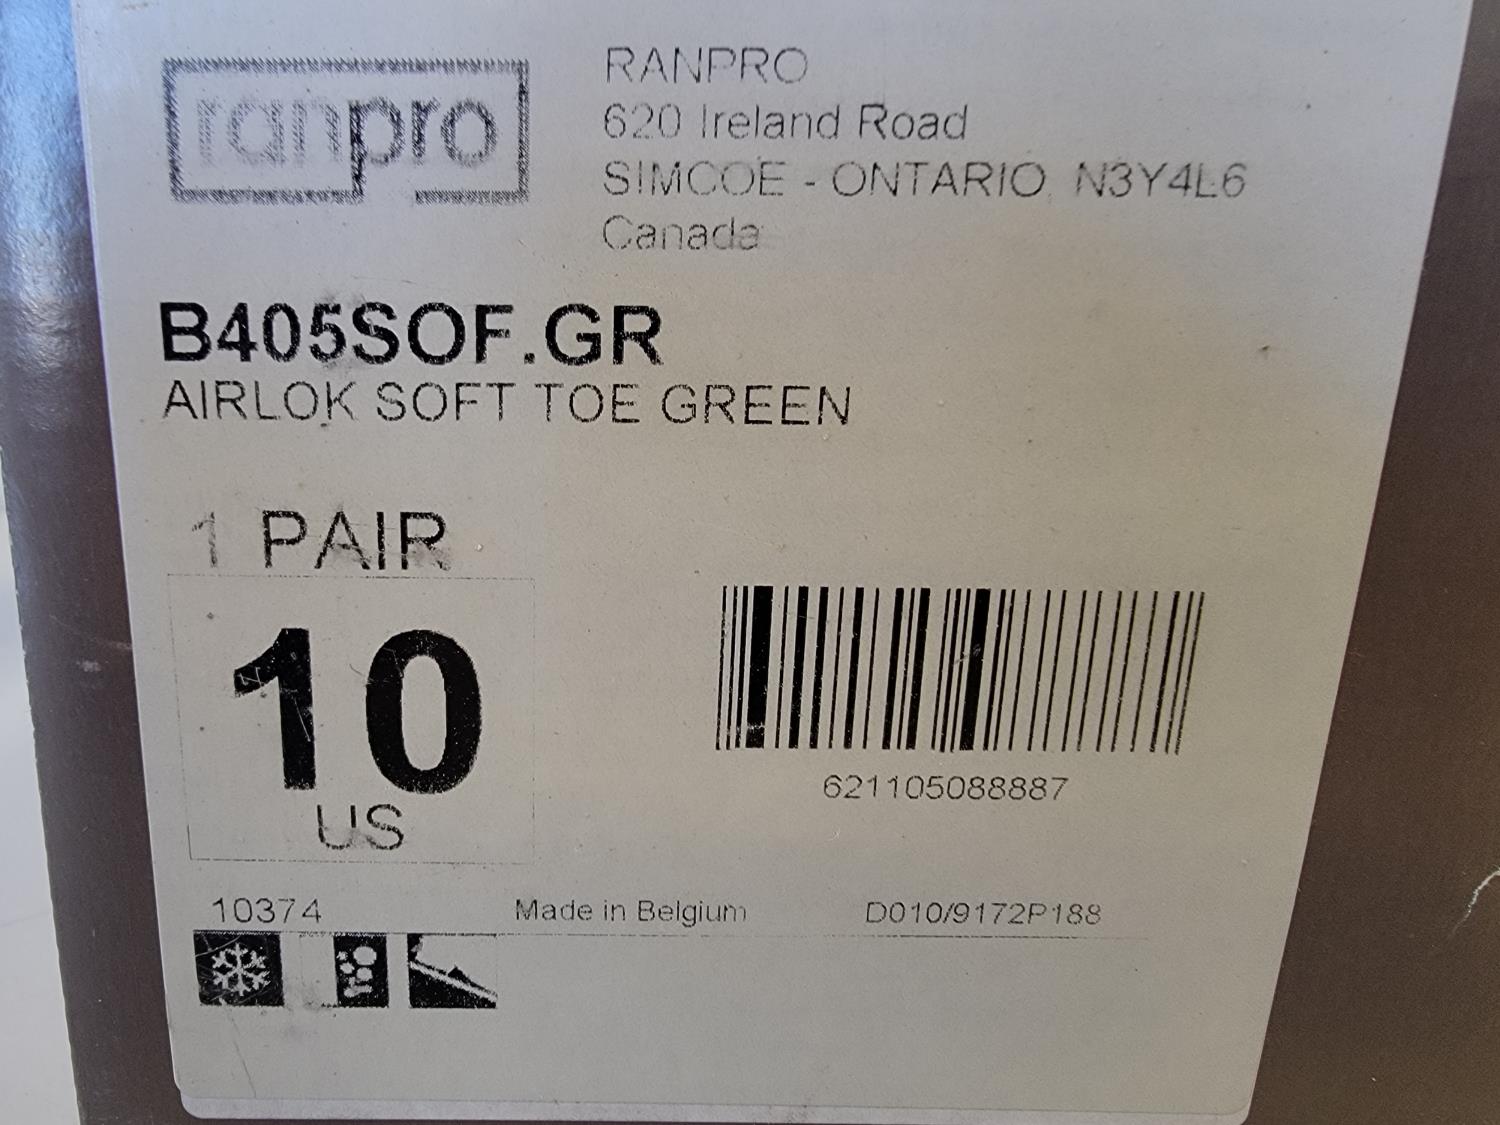 ranpro
RANPRO
620 Ireland Road
SIMCOE - ONTARIO, N3Y4L6
Canada
B405SOF.GR
AIRLOK SOFT TOE GREEN
1 PAIR
10
US
621105088887
10374
Made in Belgium
D010/9172P188